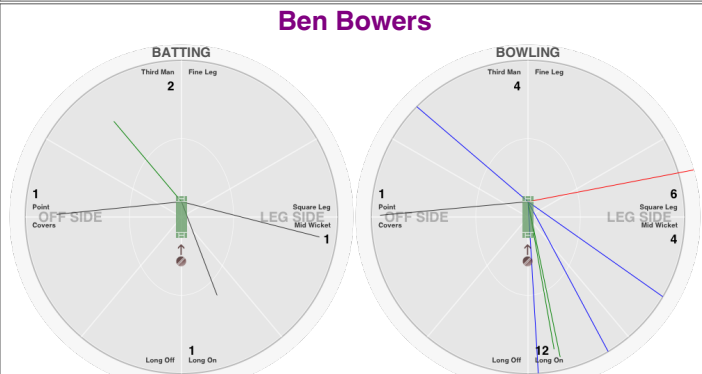 Ben Bowers
BATTING
Third Man
Fine Leg
2
1
Point
OFF SIDE
Covers
Square Leg
LEG SIDE
Mid Wicket
1
1
Long Off
Long On
BOWLING
Third Man
Fine Leg
4
1
Point
OFF SIDE
Covers
6
Square Leg
LEG SIDE
Mid Wicket
4
12
Long Off
Long On